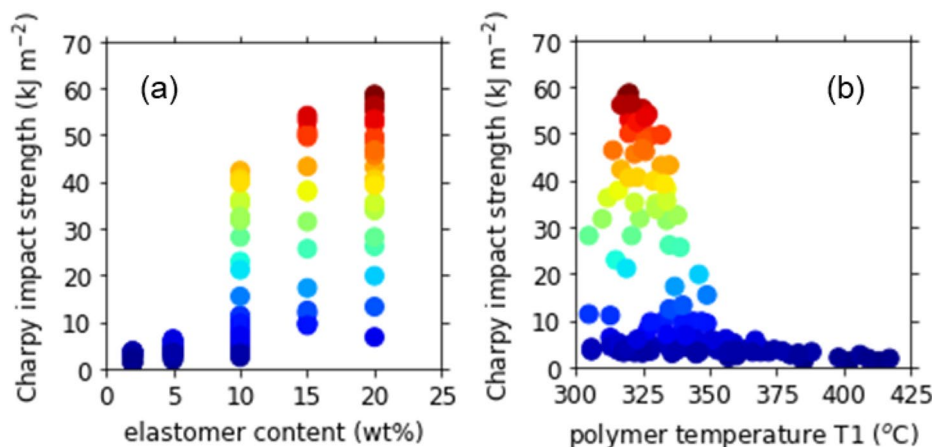 (a)
Charpy impact strength (kJ m⁻²)
70
60
50
40
30
20
10
0
0 5 10 15 20 25
elastomer content (wt%)
(b)
Charpy impact strength (kJ m⁻²)
70
60
50
40
30
20
10
0
300 325 350 375 400 425
polymer temperature T1 (°C)